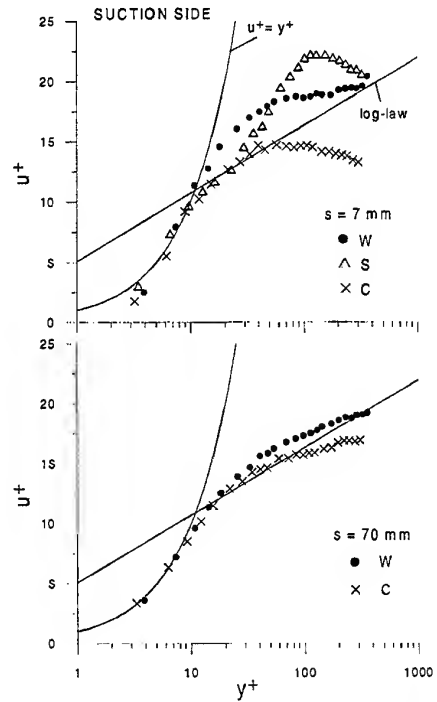 SUCTION SIDE
u+= y+
25
20
15
10
5
0
u+
log-law
s = 7 mm
● W
△ S
× C
25
20
15
10
5
0
u+
s = 70 mm
● W
× C
1
10
100
1000
y+